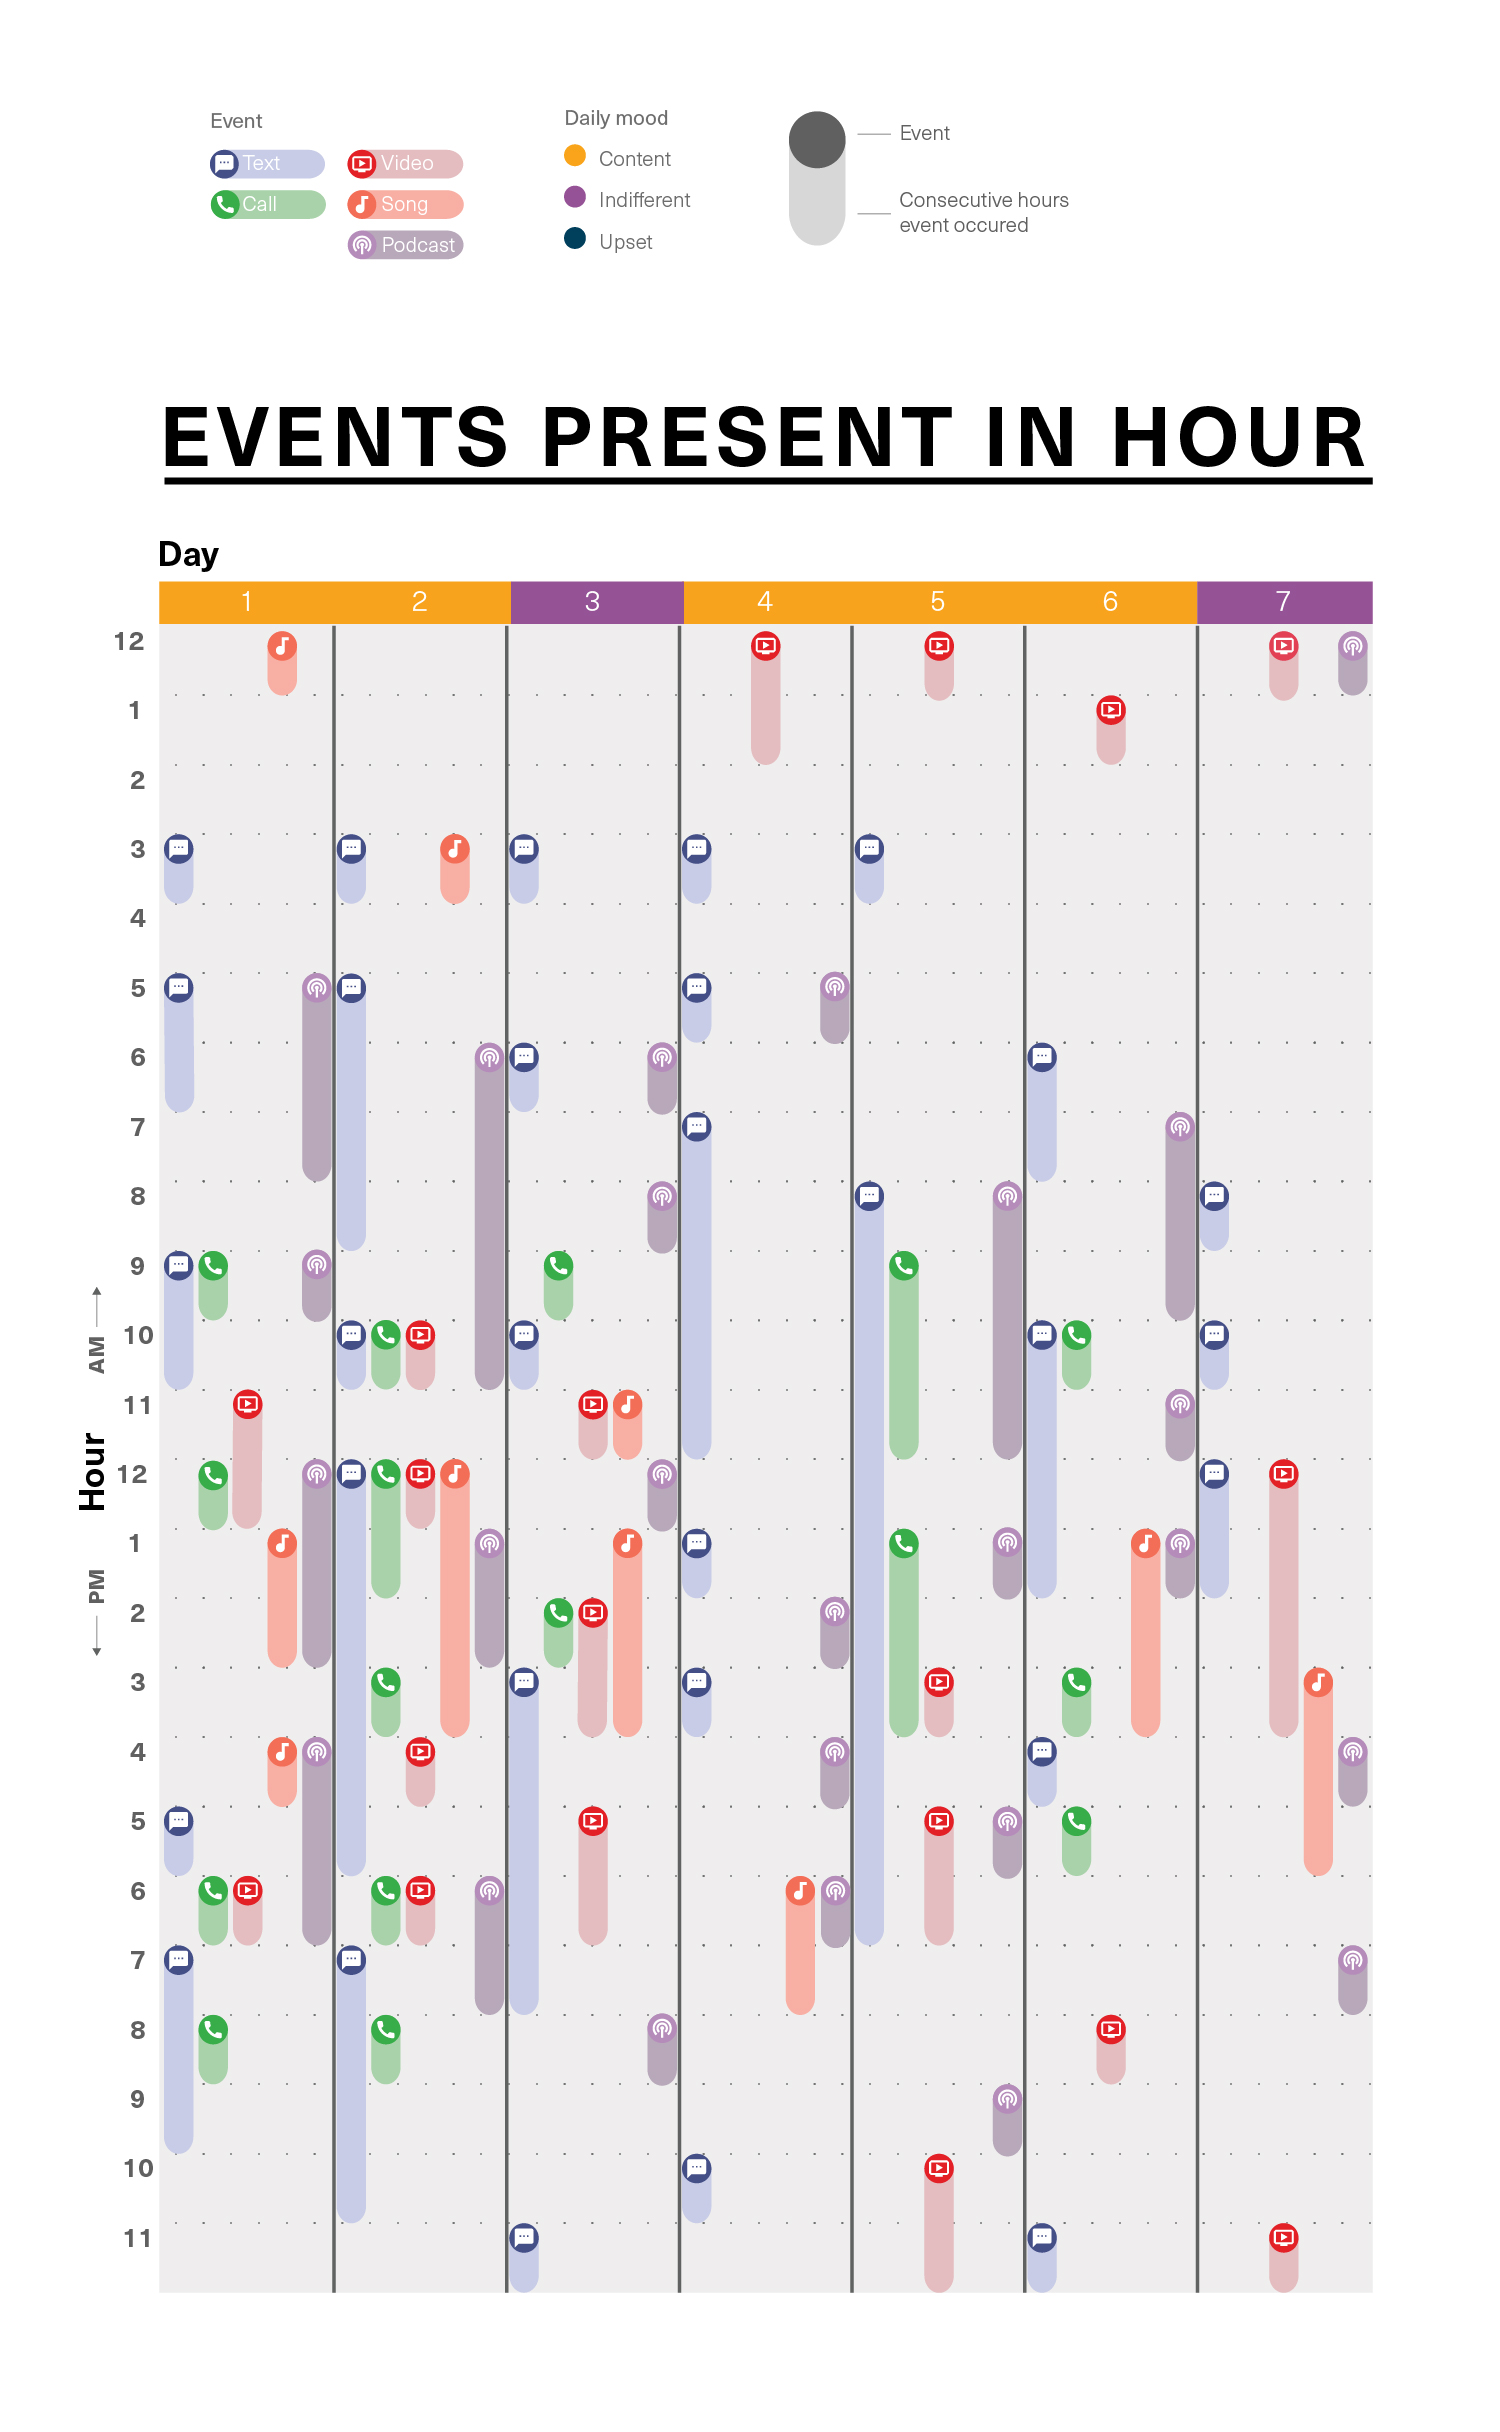 Event
Text
Video
Call
Song
Podcast
Daily mood
Content
Indifferent
Upset
Event
Consecutive hours
event occured
EVENTS PRESENT IN HOUR
Day
1 2 3 4 5 6 7
12
1
2
3
4
5
6
7
8
9
10
11
12
1
2
3
4
5
6
7
8
9
10
11
AM
Hour
PM